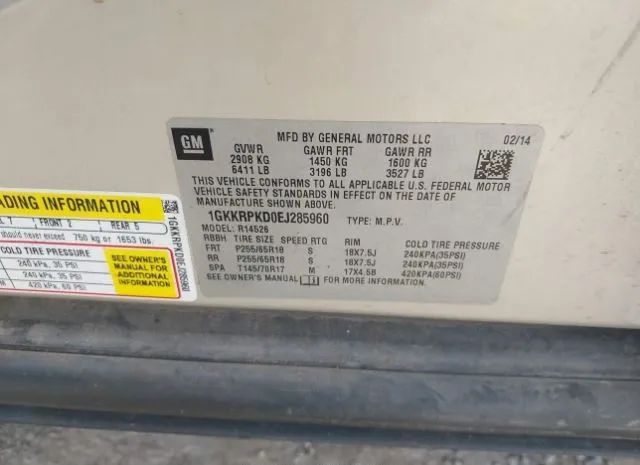 GM
MFD BY GENERAL MOTORS LLC 02/14
GVWR GAWR FRT GAWR RR
2908 KG 1450 KG 1600 KG
6411 LB 3196 LB 3527 LB
THIS VEHICLE CONFORMS TO ALL APPLICABLE U.S. FEDERAL MOTOR
VEHICLE SAFETY STANDARDS IN EFFECT ON THE DATE OF
MANUFACTURE SHOWN ABOVE.
1GKKRPKD0EJ285960 TYPE: M.P.V.
MODEL: R14526
RBBH TIRE SIZE SPEED RTG RIM COLD TIRE PRESSURE
FRT P255/65R18 S 18X7.5J 240KPA(35PSI)
RR P255/65R18 S 18X7.5J 240KPA(35PSI)
SPA T145/70R17 M 17X4.5B 420KPA(60PSI)
SEE OWNER'S MANUAL FOR MORE INFORMATION.
ADING INFORMATION
L 7 FRONT 2 REAR 5
should never exceed 750 kg or 1653 lbs.
COLD TIRE PRESSURE
240 kPa, 35 PSI
240 kPa, 35 PSI
M 420 kPa, 60 PSI
SEE OWNER'S
MANUAL FOR
ADDITIONAL
INFORMATION
1GKKRPKD0EJ285960